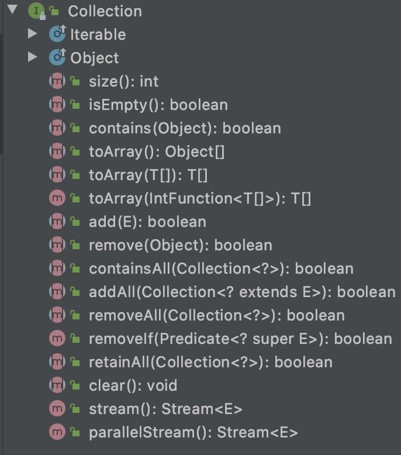 Collection
Iterable
Object
size(): int
isEmpty(): boolean
contains(Object): boolean
toArray(): Object[]
toArray(T[]): T[]
toArray(IntFunction<T[]>): T[]
add(E): boolean
remove(Object): boolean
containsAll(Collection<?>): boolean
addAll(Collection<? extends E>): boolean
removeAll(Collection<?>): boolean
removeIf(Predicate<? super E>): boolean
retainAll(Collection<?>): boolean
clear(): void
stream(): Stream<E>
parallelStream(): Stream<E>